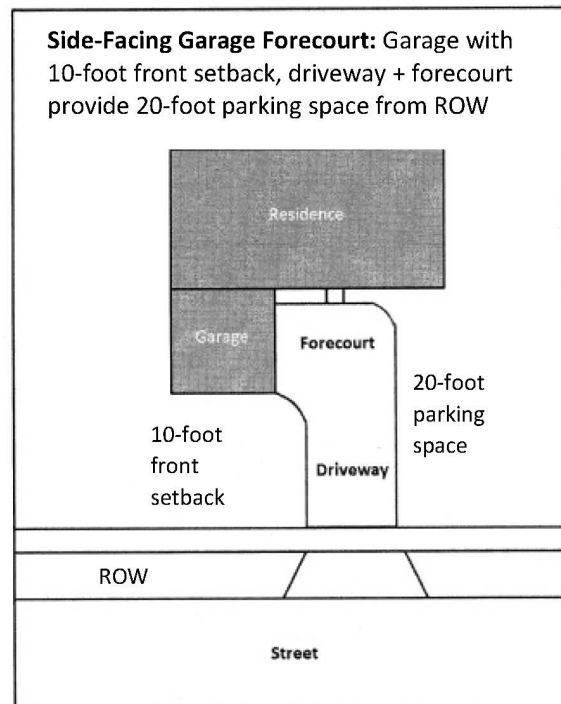 Side-Facing Garage Forecourt: Garage with
10-foot front setback, driveway + forecourt
provide 20-foot parking space from ROW
Residence
Garage
Forecourt
20-foot
parking
space
10-foot
front
setback
Driveway
ROW
Street